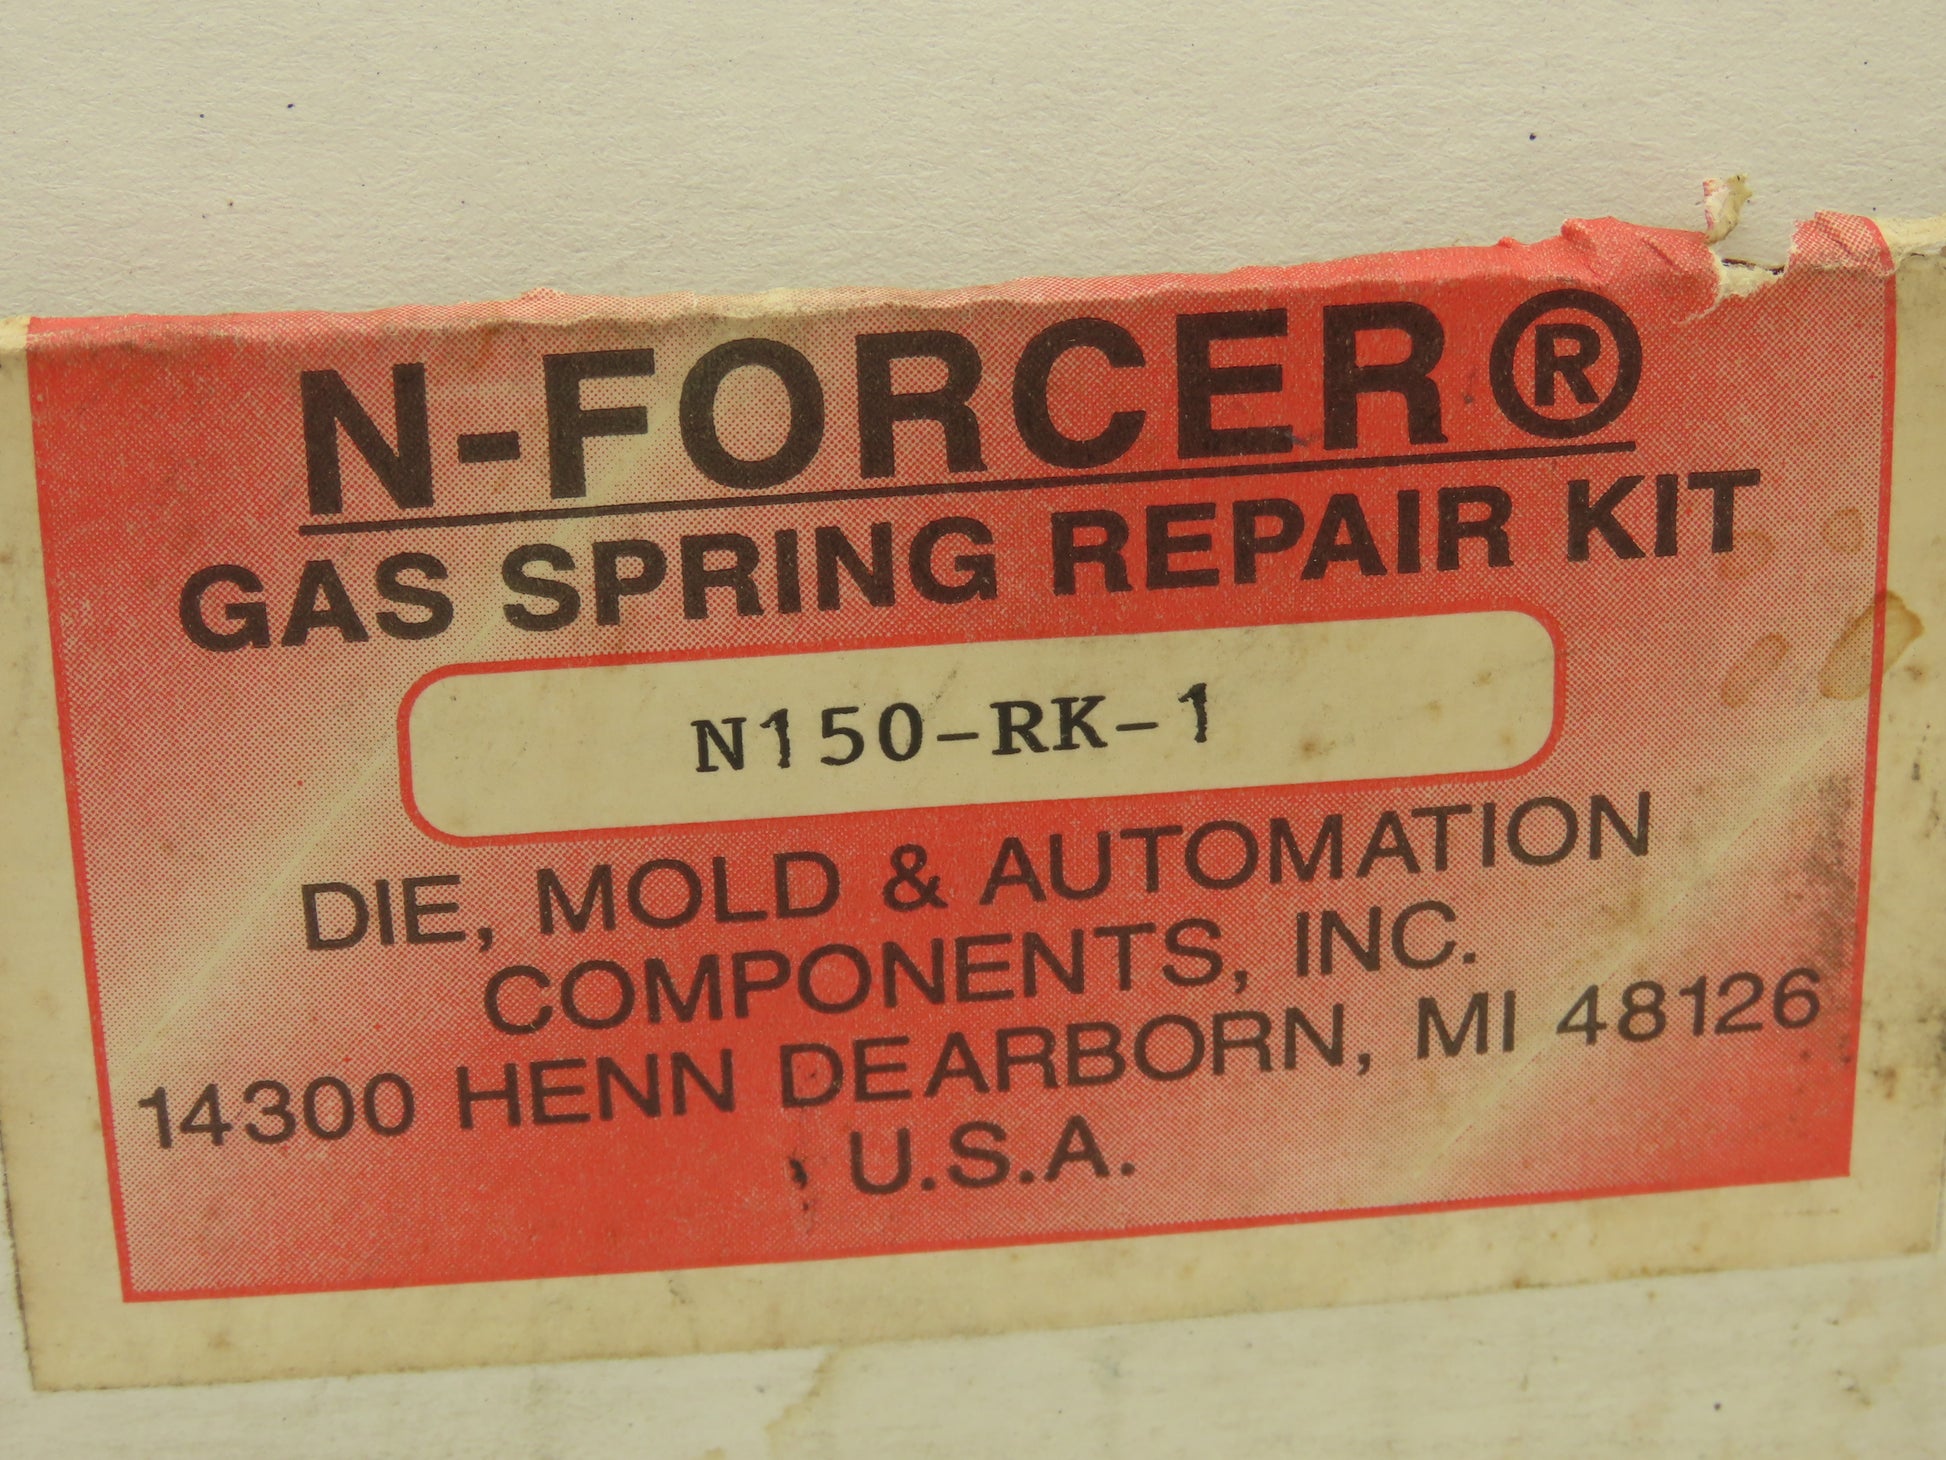 N-FORCER®
GAS SPRING REPAIR KIT
N150-RK-1
DIE, MOLD & AUTOMATION
COMPONENTS, INC.
14300 HENN DEARBORN, MI 48126
U.S.A.